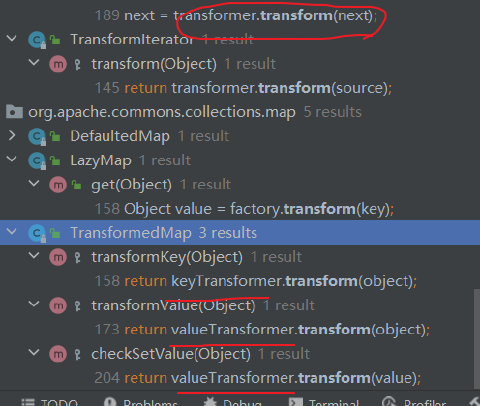 189 next = transformer.transform(next);
TransformIterator 1 result
transform(Object) 1 result
145 return transformer.transform(source);
org.apache.commons.collections.map 5 results
DefaultedMap 1 result
LazyMap 1 result
get(Object) 1 result
158 Object value = factory.transform(key);
TransformedMap 3 results
transformKey(Object) 1 result
158 return keyTransformer.transform(object);
transformValue(Object) 1 result
173 return valueTransformer.transform(object);
checkSetValue(Object) 1 result
204 return valueTransformer.transform(value);
TODO Problems Debug Terminal Profiler